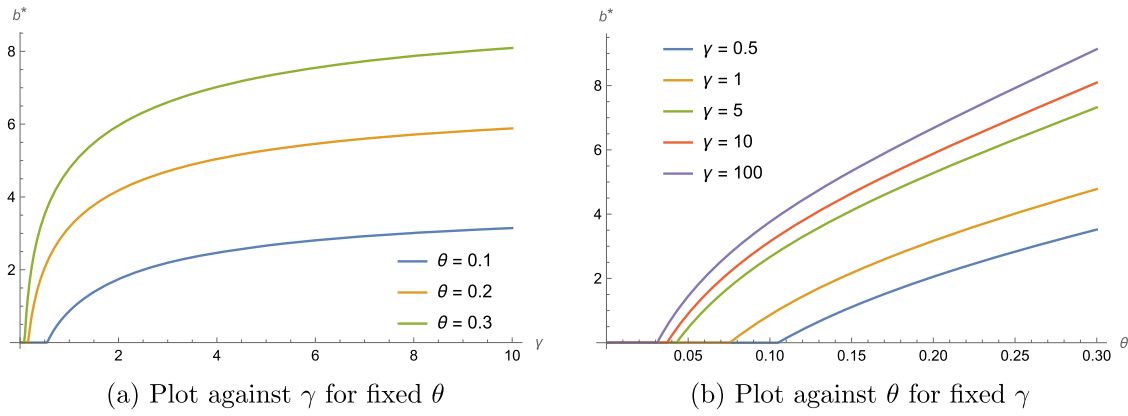 b*
8
6
4
2
2
4
6
8
10
γ
θ = 0.1
θ = 0.2
θ = 0.3
(a) Plot against γ for fixed θ
b*
8
6
4
2
0.05
0.10
0.15
0.20
0.25
0.30
θ
γ = 0.5
γ = 1
γ = 5
γ = 10
γ = 100
(b) Plot against θ for fixed γ